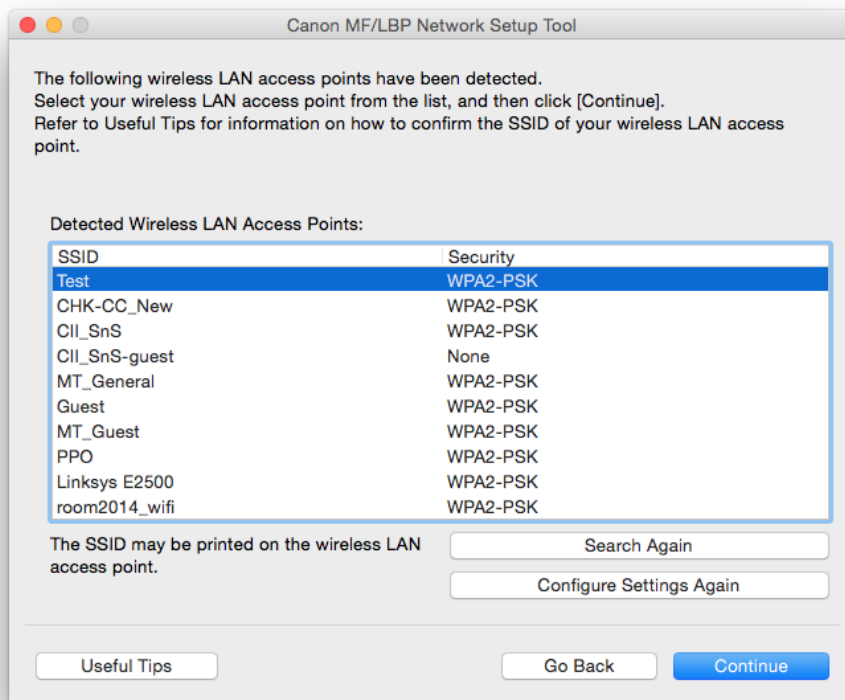 Canon MF/LBP Network Setup Tool
The following wireless LAN access points have been detected.
Select your wireless LAN access point from the list, and then click [Continue].
Refer to Useful Tips for information on how to confirm the SSID of your wireless LAN access
point.
Detected Wireless LAN Access Points:
SSID Security
Test WPA2-PSK
CHK-CC_New WPA2-PSK
CII_SnS WPA2-PSK
CII_SnS-guest None
MT_General WPA2-PSK
Guest WPA2-PSK
MT_Guest WPA2-PSK
PPO WPA2-PSK
Linksys E2500 WPA2-PSK
room2014_wifi WPA2-PSK
The SSID may be printed on the wireless LAN
access point.
Search Again
Configure Settings Again
Useful Tips Go Back Continue